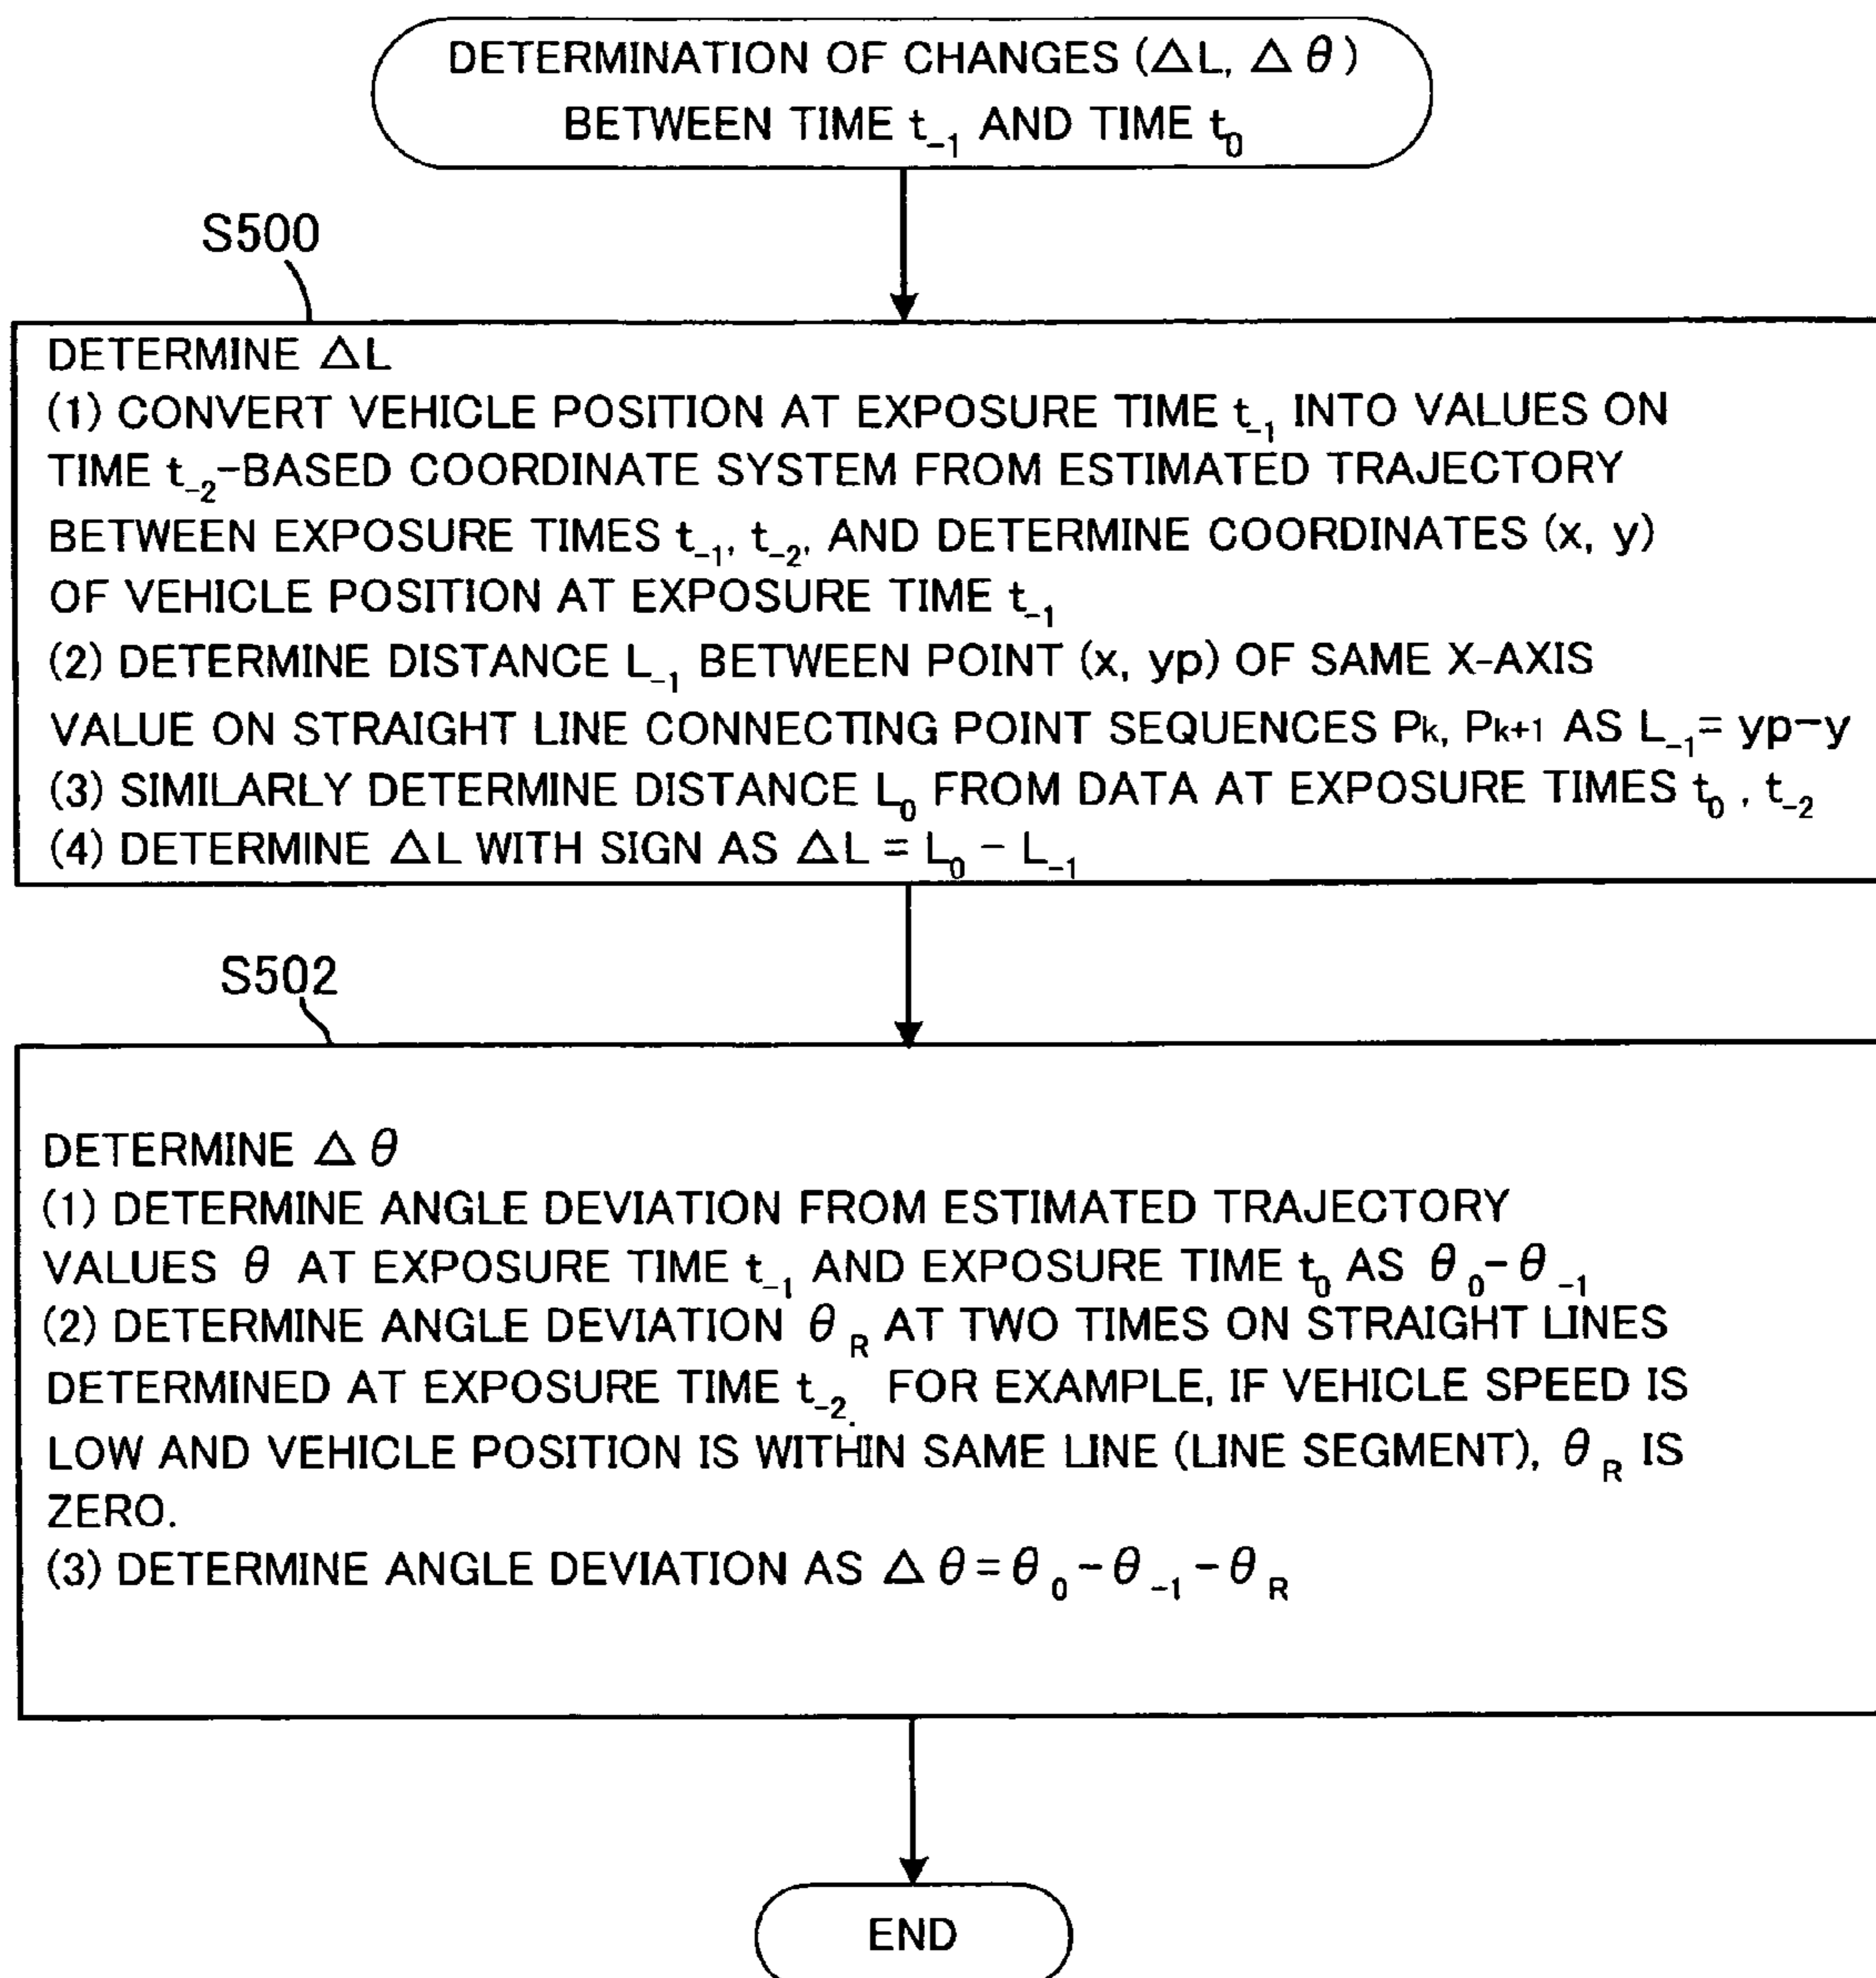 DETERMINATION OF CHANGES (△L, △θ)
BETWEEN TIME t₋₁ AND TIME t₀
S500
DETERMINE △L
(1) CONVERT VEHICLE POSITION AT EXPOSURE TIME t₋₁ INTO VALUES ON
TIME t₋₂-BASED COORDINATE SYSTEM FROM ESTIMATED TRAJECTORY
BETWEEN EXPOSURE TIMES t₋₁, t₋₂, AND DETERMINE COORDINATES (x, y)
OF VEHICLE POSITION AT EXPOSURE TIME t₋₁
(2) DETERMINE DISTANCE L₋₁ BETWEEN POINT (x, yp) OF SAME X-AXIS
VALUE ON STRAIGHT LINE CONNECTING POINT SEQUENCES Pk, Pk+1 AS L₋₁= yp-y
(3) SIMILARLY DETERMINE DISTANCE L₀ FROM DATA AT EXPOSURE TIMES t₀, t₋₂
(4) DETERMINE △L WITH SIGN AS △L = L₀ - L₋₁
S502
DETERMINE △θ
(1) DETERMINE ANGLE DEVIATION FROM ESTIMATED TRAJECTORY
VALUES θ AT EXPOSURE TIME t₋₁ AND EXPOSURE TIME t₀ AS θ₀-θ₋₁
(2) DETERMINE ANGLE DEVIATION θR AT TWO TIMES ON STRAIGHT LINES
DETERMINED AT EXPOSURE TIME t₋₂. FOR EXAMPLE, IF VEHICLE SPEED IS
LOW AND VEHICLE POSITION IS WITHIN SAME LINE (LINE SEGMENT), θR IS
ZERO.
(3) DETERMINE ANGLE DEVIATION AS △θ=θ₀-θ₋₁-θR
END